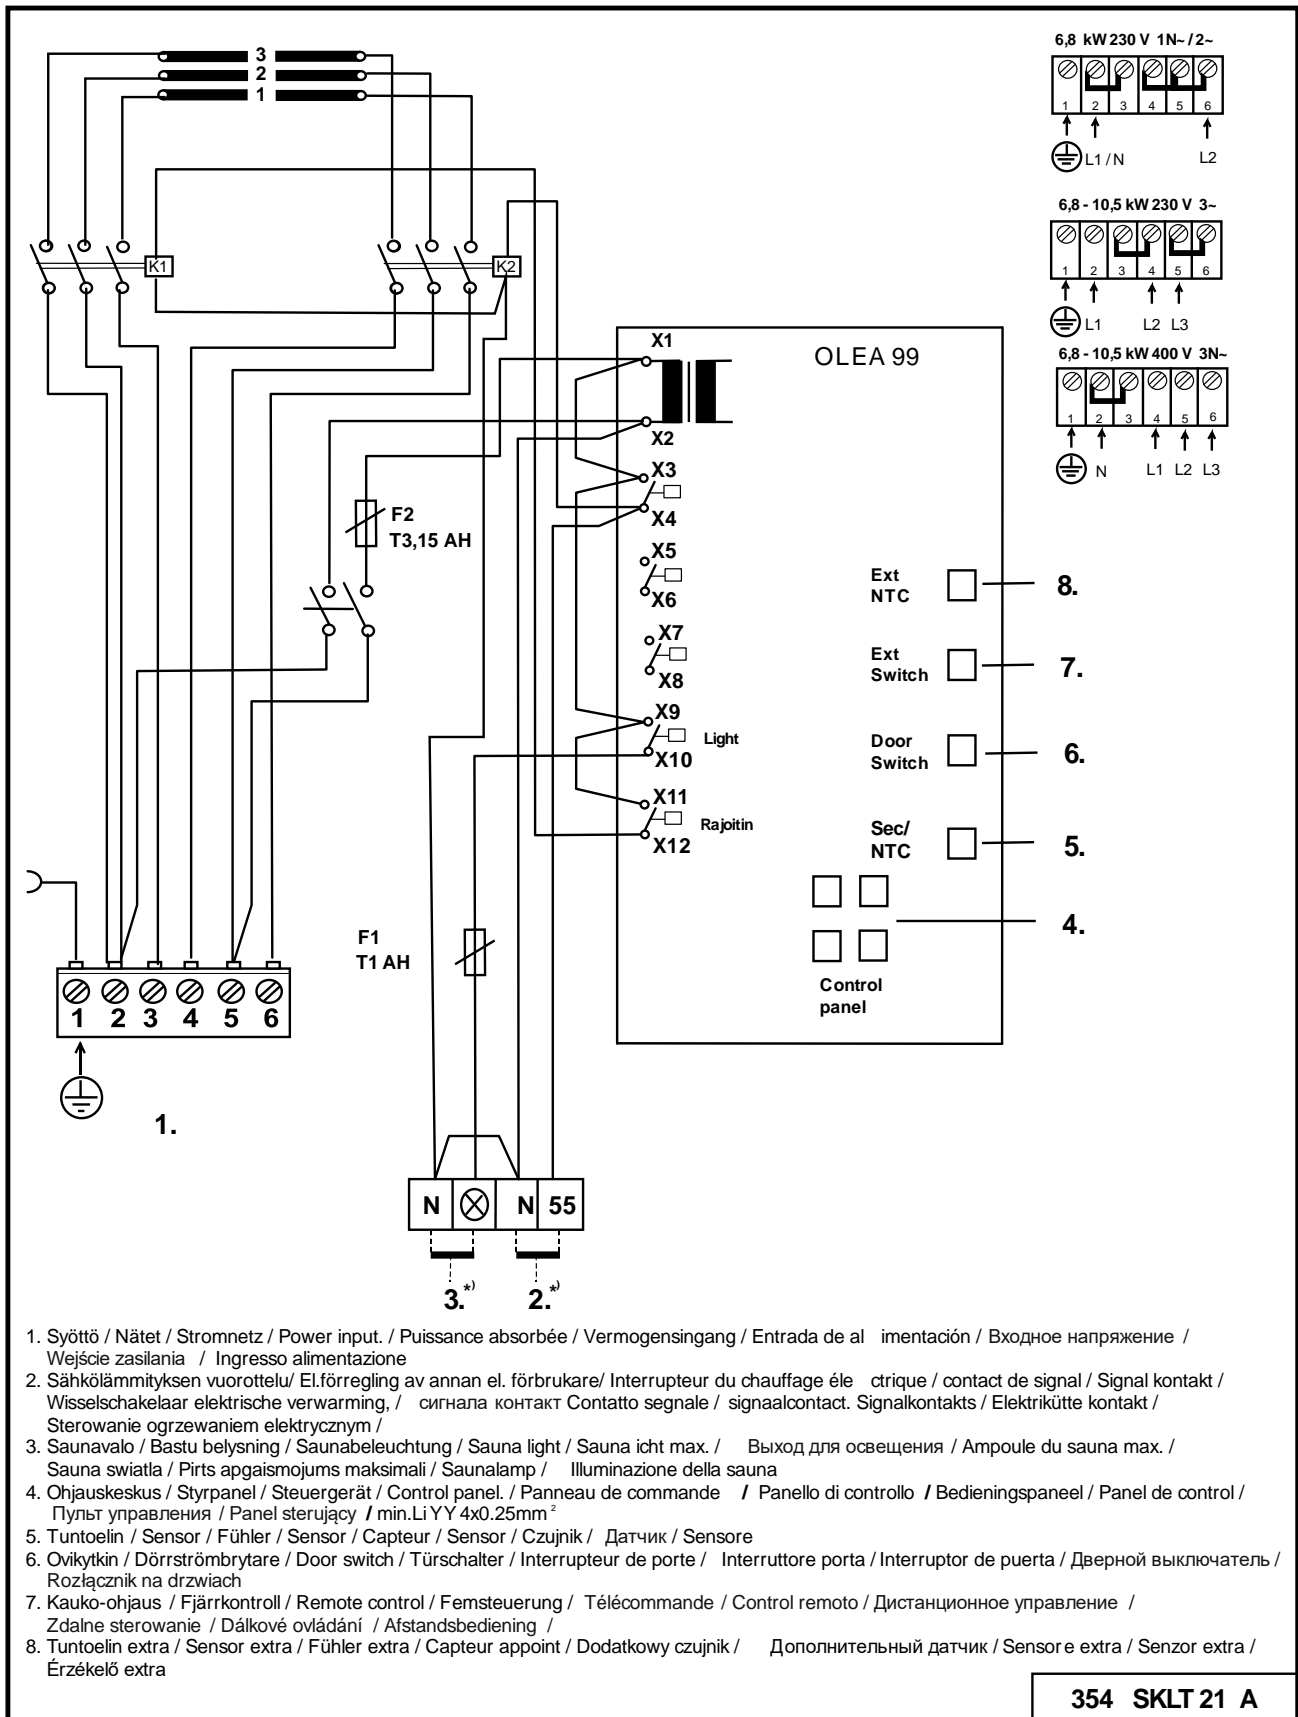 3
2
1
6,8 kW 230 V 1N~ / 2~
1 2 3 4 5 6
L1 / N L2
6,8 - 10,5 kW 230 V 3~
1 2 3 4 5 6
L1 L2 L3
6,8 - 10,5 kW 400 V 3N~
1 2 3 4 5 6
N L1 L2 L3
K1
K2
OLEA 99
X1
X2
X3
X4
X5
X6
X7
X8
X9
Light
X10
X11
Rajoitin
X12
F2
T3,15 AH
Ext
NTC
8.
Ext
Switch
7.
Door
Switch
6.
Sec/
NTC
5.
4.
Control
panel
F1
T1 AH
1 2 3 4 5 6
1.
N N 55
3.*) 2.*)
1. Syöttö / Nätet / Stromnetz / Power input. / Puissance absorbée / Vermogensingang / Entrada de al imentación / Входное напряжение /
Wejście zasilania / Ingresso alimentazione
2. Sähkölämmityksen vuorottelu/ El.förregling av annan el. förbrukare/ Interrupteur du chauffage éle ctrique / contact de signal / Signal kontakt /
Wisselschakelaar elektrische verwarming, / сигнала контакт Contatto segnale / signaalcontact. Signalkontakts / Elektrikütte kontakt /
Sterowanie ogrzewaniem elektrycznym /
3. Saunavalo / Bastu belysning / Saunabeleuchtung / Sauna light / Sauna icht max. / Выход для освещения / Ampoule du sauna max. /
Sauna swiatla / Pirts apgaismojums maksimali / Saunalamp / Illuminazione della sauna
4. Ohjauskeskus / Styrpanel / Steuergerät / Control panel. / Panneau de commande / Panello di controllo / Bedieningspaneel / Panel de control /
Пульт управления / Panel sterujący / min.Li YY 4x0.25mm²
5. Tuntoelin / Sensor / Fühler / Sensor / Capteur / Sensor / Czujnik / Датчик / Sensore
6. Ovikytkin / Dörrströmbrytare / Door switch / Türschalter / Interrupteur de porte / Interruttore porta / Interruptor de puerta / Дверной выключатель /
Rozłącznik na drzwiach
7. Kauko-ohjaus / Fjärrkontroll / Remote control / Femsteuerung / Télécommande / Control remoto / Дистанционное управление /
Zdalne sterowanie / Dálkové ovládání / Afstandsbediening /
8. Tuntoelin extra / Sensor extra / Fühler extra / Capteur appoint / Dodatkowy czujnik / Дополнительный датчик / Sensore extra / Senzor extra /
Érzékelő extra
354 SKLT 21 A